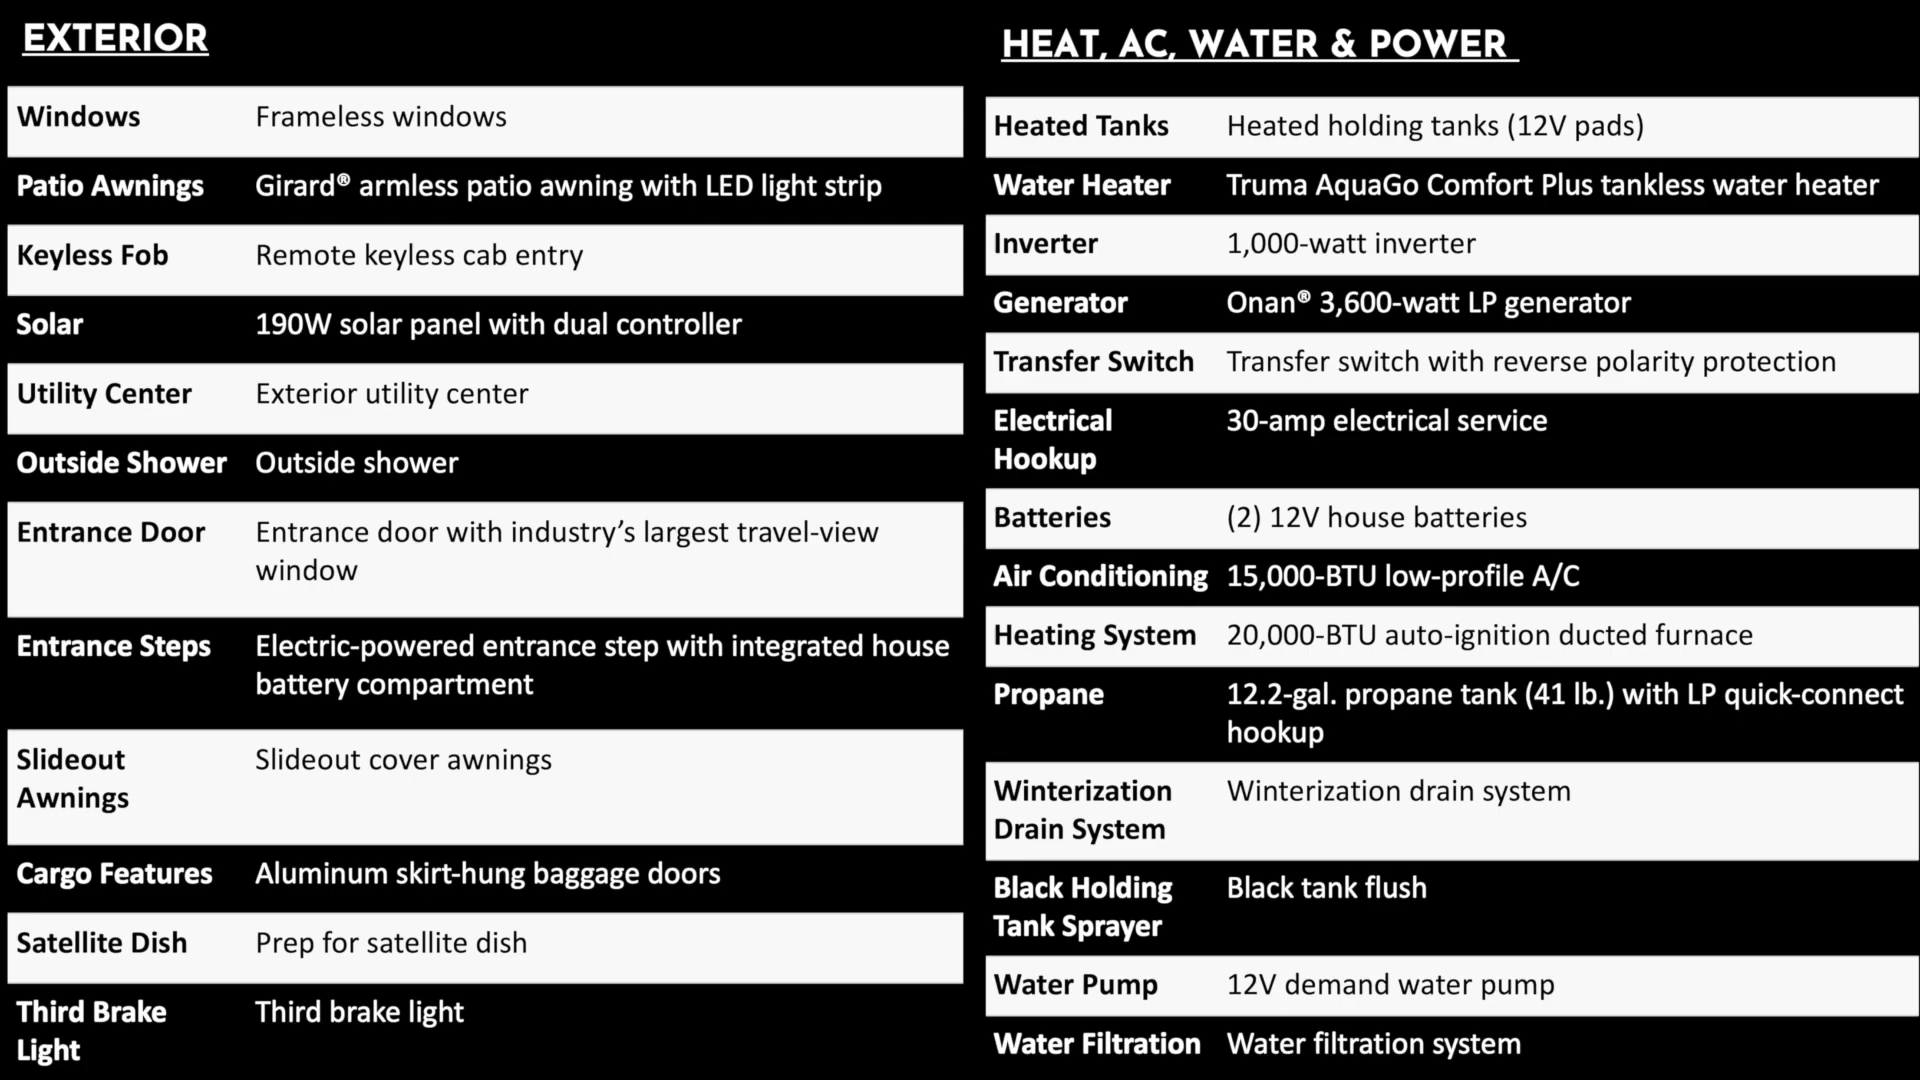 EXTERIOR
Windows Frameless windows
Patio Awnings Girard® armless patio awning with LED light strip
Keyless Fob Remote keyless cab entry
Solar 190W solar panel with dual controller
Utility Center Exterior utility center
Outside Shower Outside shower
Entrance Door Entrance door with industry’s largest travel-view
window
Entrance Steps Electric-powered entrance step with integrated house
battery compartment
Slideout Slideout cover awnings
Awnings
Cargo Features Aluminum skirt-hung baggage doors
Satellite Dish Prep for satellite dish
Third Brake Third brake light
Light
HEAT, AC, WATER & POWER
Heated Tanks Heated holding tanks (12V pads)
Water Heater Truma AquaGo Comfort Plus tankless water heater
Inverter 1,000-watt inverter
Generator Onan® 3,600-watt LP generator
Transfer Switch Transfer switch with reverse polarity protection
Electrical 30-amp electrical service
Hookup
Batteries (2) 12V house batteries
Air Conditioning 15,000-BTU low-profile A/C
Heating System 20,000-BTU auto-ignition ducted furnace
Propane 12.2-gal. propane tank (41 lb.) with LP quick-connect
hookup
Winterization Winterization drain system
Drain System
Black Holding Black tank flush
Tank Sprayer
Water Pump 12V demand water pump
Water Filtration Water filtration system